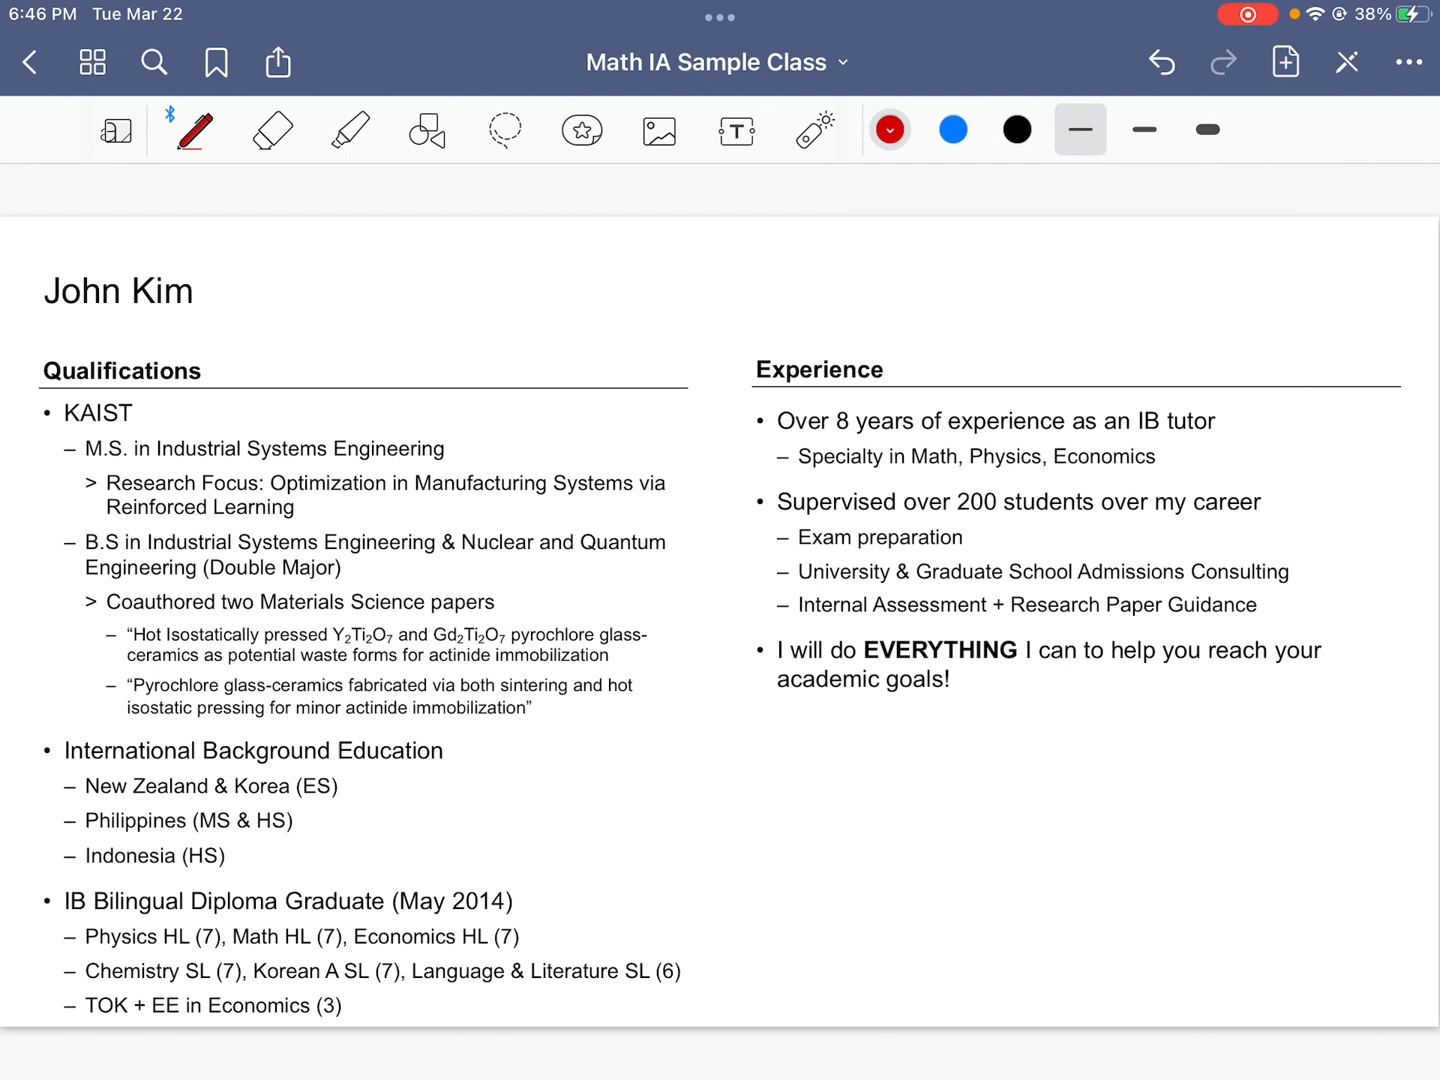 6:46 PM Tue Mar 22
38%
Math IA Sample Class
T
John Kim
Qualifications
• KAIST
– M.S. in Industrial Systems Engineering
> Research Focus: Optimization in Manufacturing Systems via
Reinforced Learning
– B.S in Industrial Systems Engineering & Nuclear and Quantum
Engineering (Double Major)
> Coauthored two Materials Science papers
– “Hot Isostatically pressed Y₂Ti₂O₇ and Gd₂Ti₂O₇ pyrochlore glass-
ceramics as potential waste forms for actinide immobilization
– “Pyrochlore glass-ceramics fabricated via both sintering and hot
isostatic pressing for minor actinide immobilization”
• International Background Education
– New Zealand & Korea (ES)
– Philippines (MS & HS)
– Indonesia (HS)
• IB Bilingual Diploma Graduate (May 2014)
– Physics HL (7), Math HL (7), Economics HL (7)
– Chemistry SL (7), Korean A SL (7), Language & Literature SL (6)
– TOK + EE in Economics (3)
Experience
• Over 8 years of experience as an IB tutor
– Specialty in Math, Physics, Economics
• Supervised over 200 students over my career
– Exam preparation
– University & Graduate School Admissions Consulting
– Internal Assessment + Research Paper Guidance
• I will do EVERYTHING I can to help you reach your
academic goals!